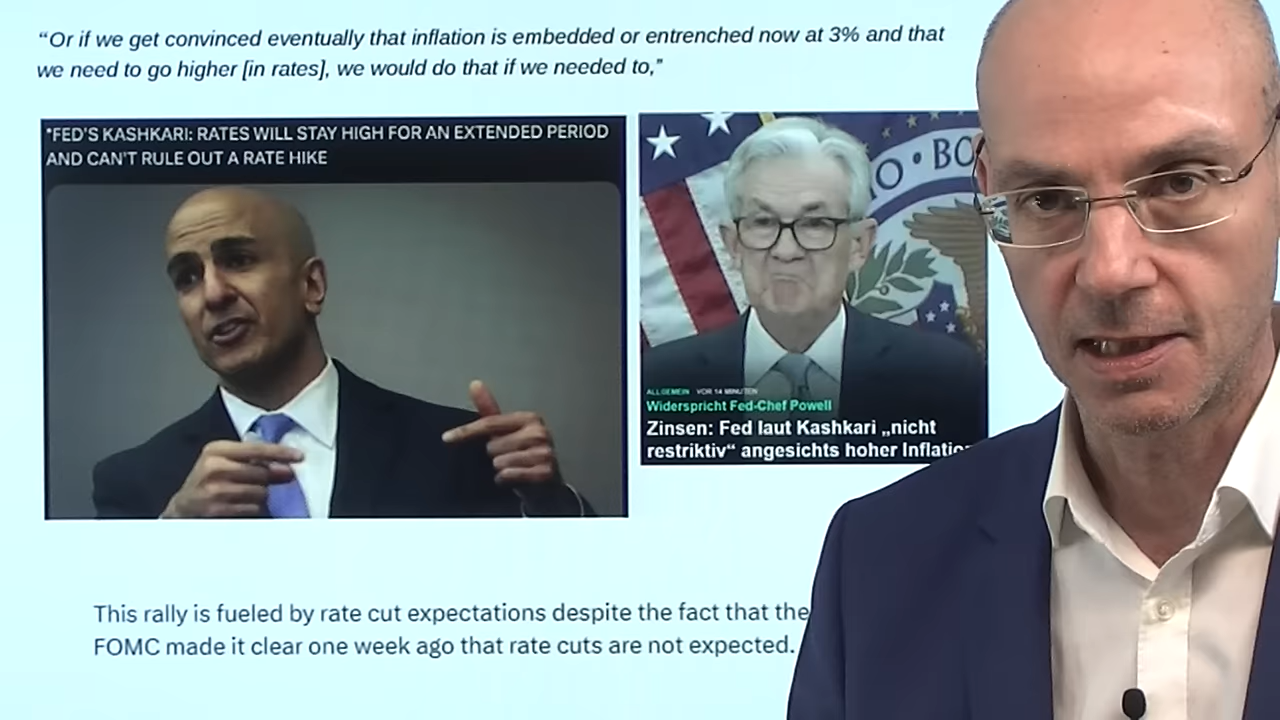 “Or if we get convinced eventually that inflation is embedded or entrenched now at 3% and that
we need to go higher [in rates], we would do that if we needed to,”
*FED'S KASHKARI: RATES WILL STAY HIGH FOR AN EXTENDED PERIOD
AND CAN'T RULE OUT A RATE HIKE
BO
ALLGEMEIN VOR 14 MINUTEN
Widerspricht Fed-Chef Powell
Zinsen: Fed laut Kashkari „nicht
restriktiv“ angesichts hoher Inflatio
This rally is fueled by rate cut expectations despite the fact that the
FOMC made it clear one week ago that rate cuts are not expected.